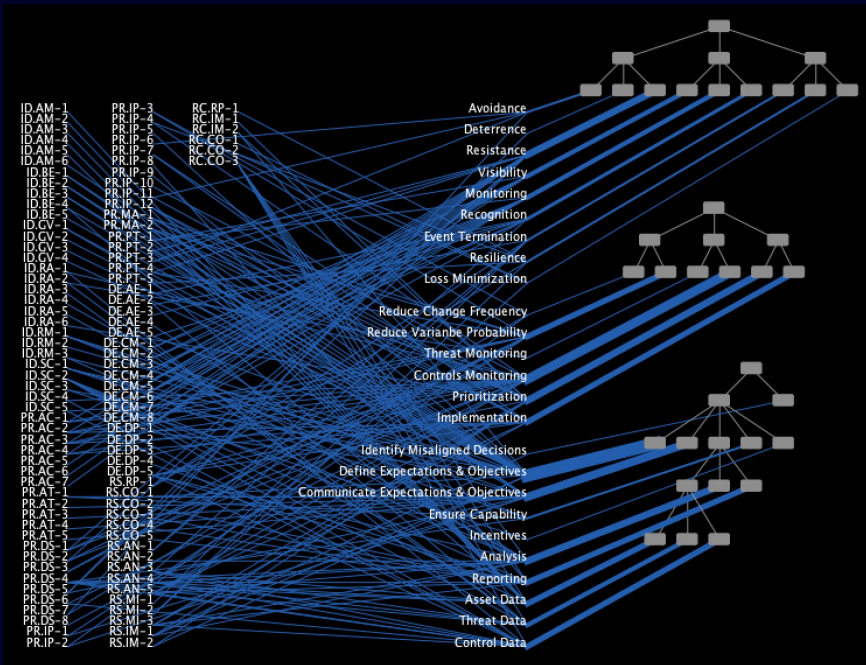 ID.AM-1
ID.AM-2
ID.AM-3
ID.AM-4
ID.AM-5
ID.AM-6
ID.BE-1
ID.BE-2
ID.BE-3
ID.BE-4
ID.BE-5
ID.GV-1
ID.GV-2
ID.GV-3
ID.GV-4
ID.RA-1
ID.RA-2
ID.RA-3
ID.RA-4
ID.RA-5
ID.RA-6
ID.RM-1
ID.RM-2
ID.RM-3
ID.SC-1
ID.SC-2
ID.SC-3
ID.SC-4
ID.SC-5
PR.AC-1
PR.AC-2
PR.AC-3
PR.AC-4
PR.AC-5
PR.AC-6
PR.AC-7
PR.AT-1
PR.AT-2
PR.AT-3
PR.AT-4
PR.AT-5
PR.DS-1
PR.DS-2
PR.DS-3
PR.DS-4
PR.DS-5
PR.DS-6
PR.DS-7
PR.DS-8
PR.IP-1
PR.IP-2
PR.IP-3
PR.IP-4
PR.IP-5
PR.IP-6
PR.IP-7
PR.IP-8
PR.IP-9
PR.IP-10
PR.IP-11
PR.IP-12
PR.MA-1
PR.MA-2
PR.PT-1
PR.PT-2
PR.PT-3
PR.PT-4
PR.PT-5
DE.AE-1
DE.AE-2
DE.AE-3
DE.AE-4
DE.AE-5
DE.CM-1
DE.CM-2
DE.CM-3
DE.CM-4
DE.CM-5
DE.CM-6
DE.CM-7
DE.CM-8
DE.DP-1
DE.DP-2
DE.DP-3
DE.DP-4
DE.DP-5
RS.RP-1
RS.CO-1
RS.CO-2
RS.CO-3
RS.CO-4
RS.CO-5
RS.AN-1
RS.AN-2
RS.AN-3
RS.AN-4
RS.AN-5
RS.MI-1
RS.MI-2
RS.MI-3
RS.IM-1
RS.IM-2
RC.RP-1
RC.IM-1
RC.IM-2
RC.CO-1
RC.CO-2
RC.CO-3
Avoidance
Deterrence
Resistance
Visibility
Monitoring
Recognition
Event Termination
Resilience
Loss Minimization
Reduce Change Frequency
Reduce Varianbe Probability
Threat Monitoring
Controls Monitoring
Prioritization
Implementation
Identify Misaligned Decisions
Define Expectations & Objectives
Communicate Expectations & Objectives
Ensure Capability
Incentives
Analysis
Reporting
Asset Data
Threat Data
Control Data